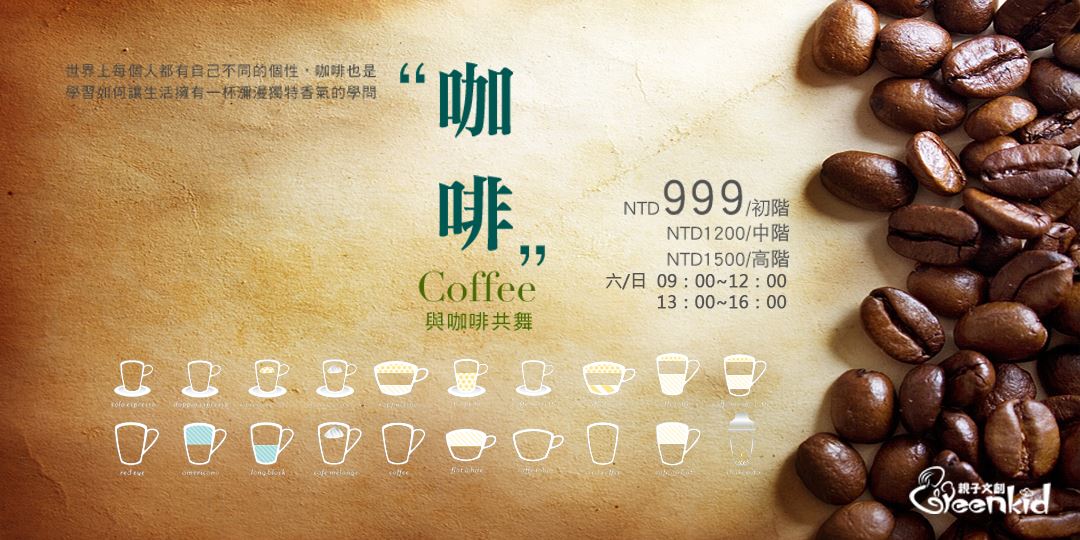 世界上每個人都有自己不同的個性，咖啡也是
學習如何讓生活擁有一杯瀰漫獨特香氣的學問
“咖啡”
Coffee
與咖啡共舞
NTD999/初階
NTD1200/中階
NTD1500/高階
六/日 09：00~12：00
13：00~16：00
solo espresso doppio espresso
red eye americano long black cafe melange coffee flat white
親子文創
Greenkid